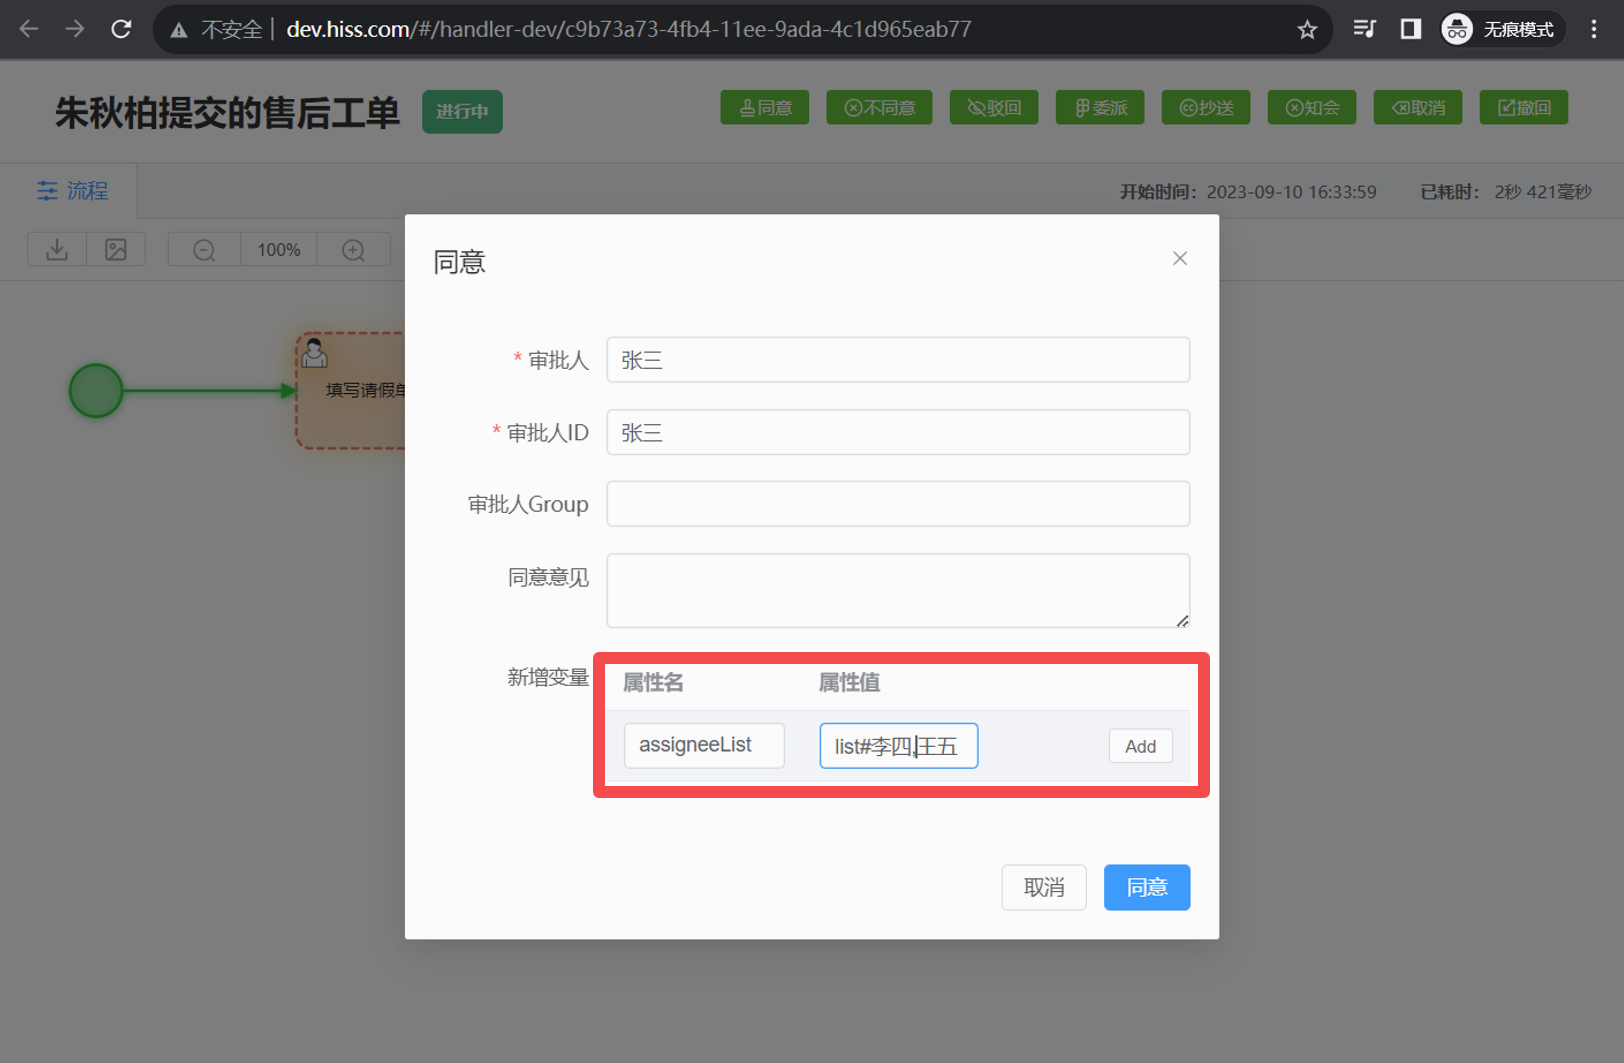 不安全 dev.hiss.com/#/handler-dev/c9b73a73-4fb4-11ee-9ada-4c1d965eab77 无痕模式
朱秋柏提交的售后工单 进行中 同意 不同意 驳回 委派 抄送 知会 取消 撤回
流程 开始时间： 2023-09-10 16:33:59 已耗时： 2秒 421毫秒
100%
同意
填写请假单
* 审批人 张三
* 审批人ID 张三
审批人Group
同意意见
新增变量 属性名 属性值
assigneeList list#李四,王五 Add
取消 同意